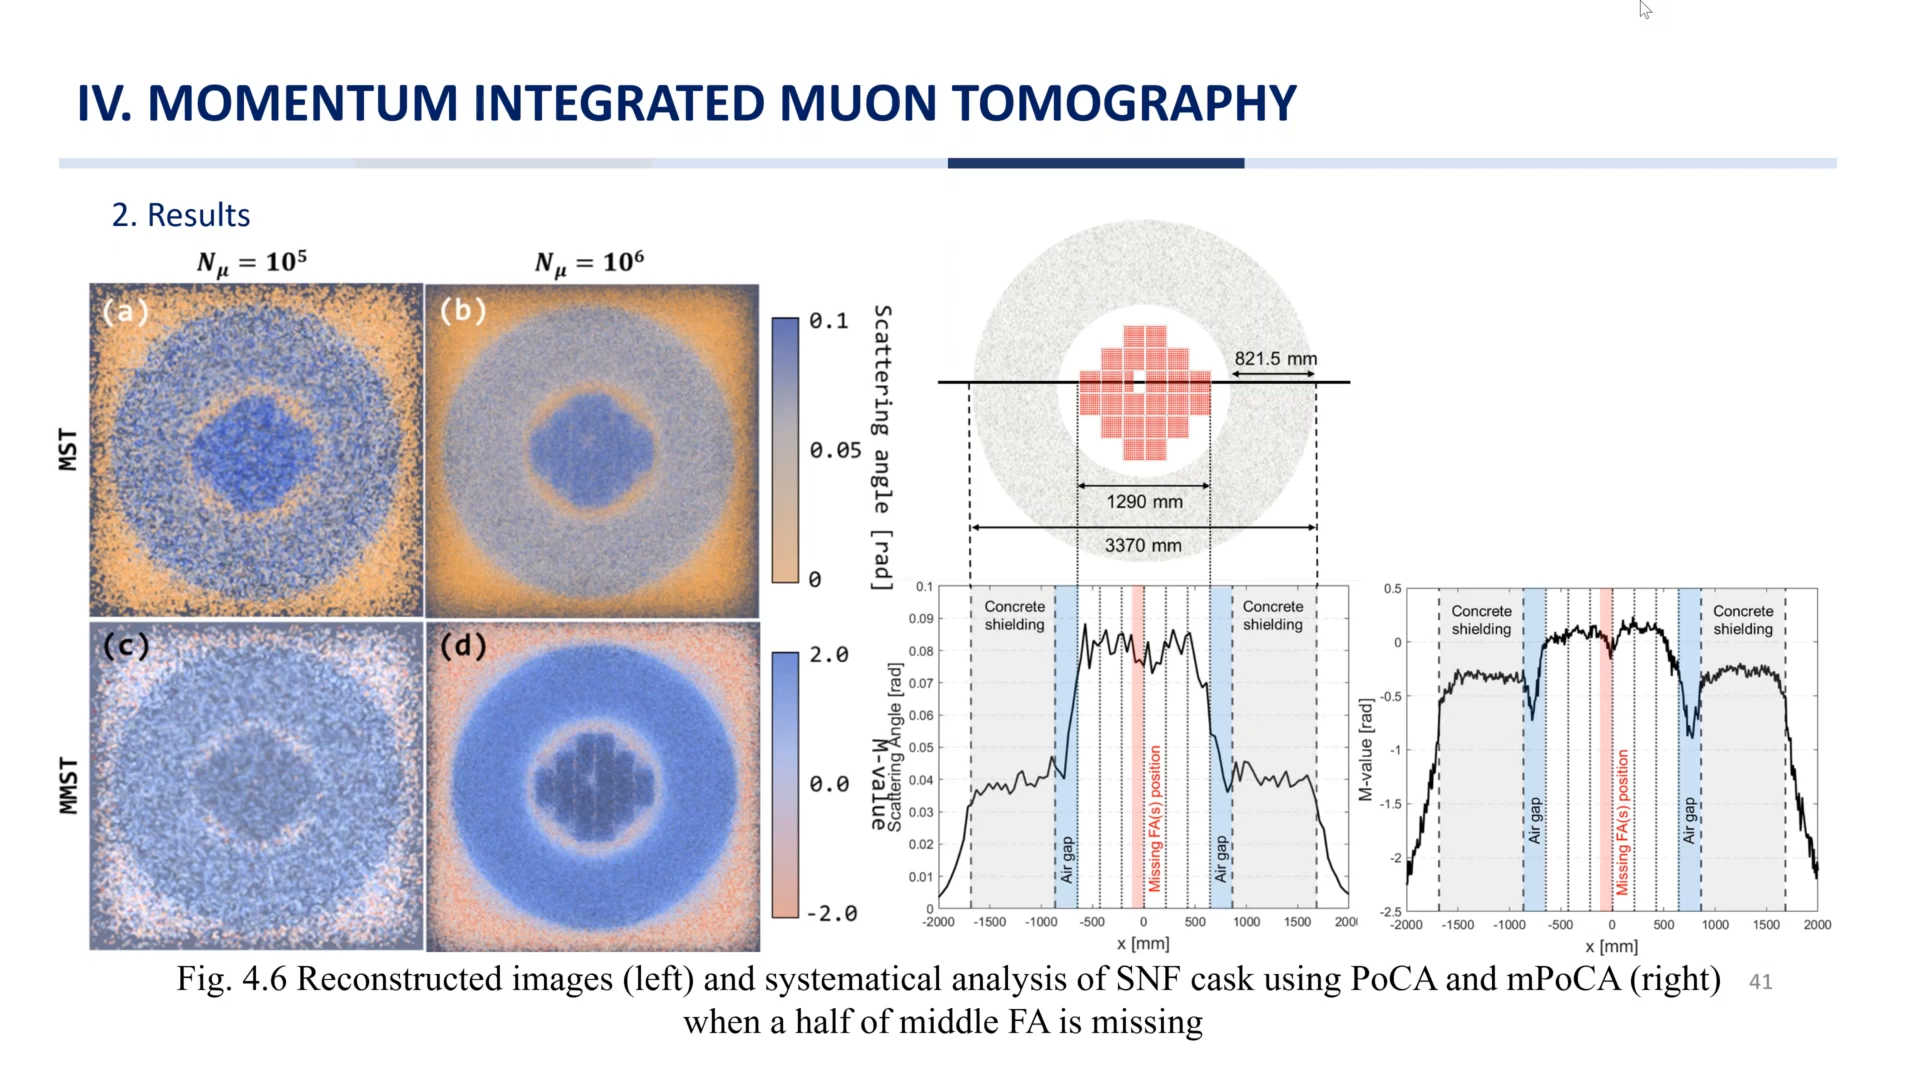 IV. MOMENTUM INTEGRATED MUON TOMOGRAPHY
2. Results
N_μ = 10⁵
N_μ = 10⁶
MST
(a)
(b)
0.1
0.05
0
Scattering angle [rad]
MMST
(c)
(d)
2.0
0.0
-2.0
M-value
821.5 mm
1290 mm
3370 mm
0.1
0.09
0.08
0.07
0.06
0.05
0.04
0.03
0.02
0.01
0
Scattering Angle [rad]
Concrete
shielding
Air gap
Missing FA(s) position
Air gap
Concrete
shielding
-2000 -1500 -1000 -500 0 500 1000 1500 200
x [mm]
0.5
0
-0.5
-1
-1.5
-2
-2.5
M-value [rad]
Concrete
shielding
Air gap
Missing FA(s) position
Air gap
Concrete
shielding
-2000 -1500 -1000 -500 0 500 1000 1500 2000
x [mm]
Fig. 4.6 Reconstructed images (left) and systematical analysis of SNF cask using PoCA and mPoCA (right)
when a half of middle FA is missing
41